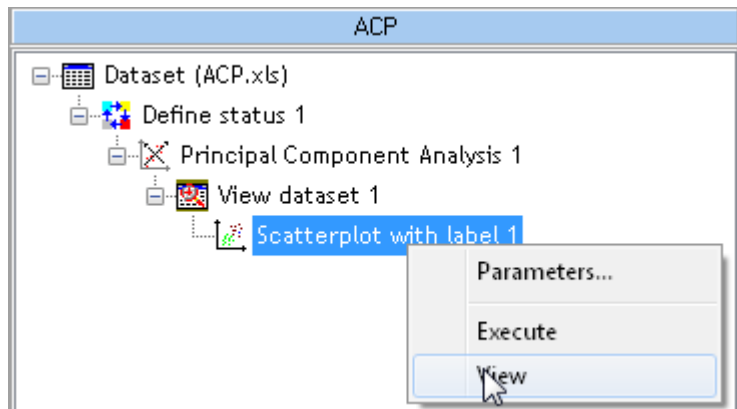 ACP
Dataset (ACP.xls)
Define status 1
Principal Component Analysis 1
View dataset 1
Scatterplot with label 1
Parameters...
Execute
View